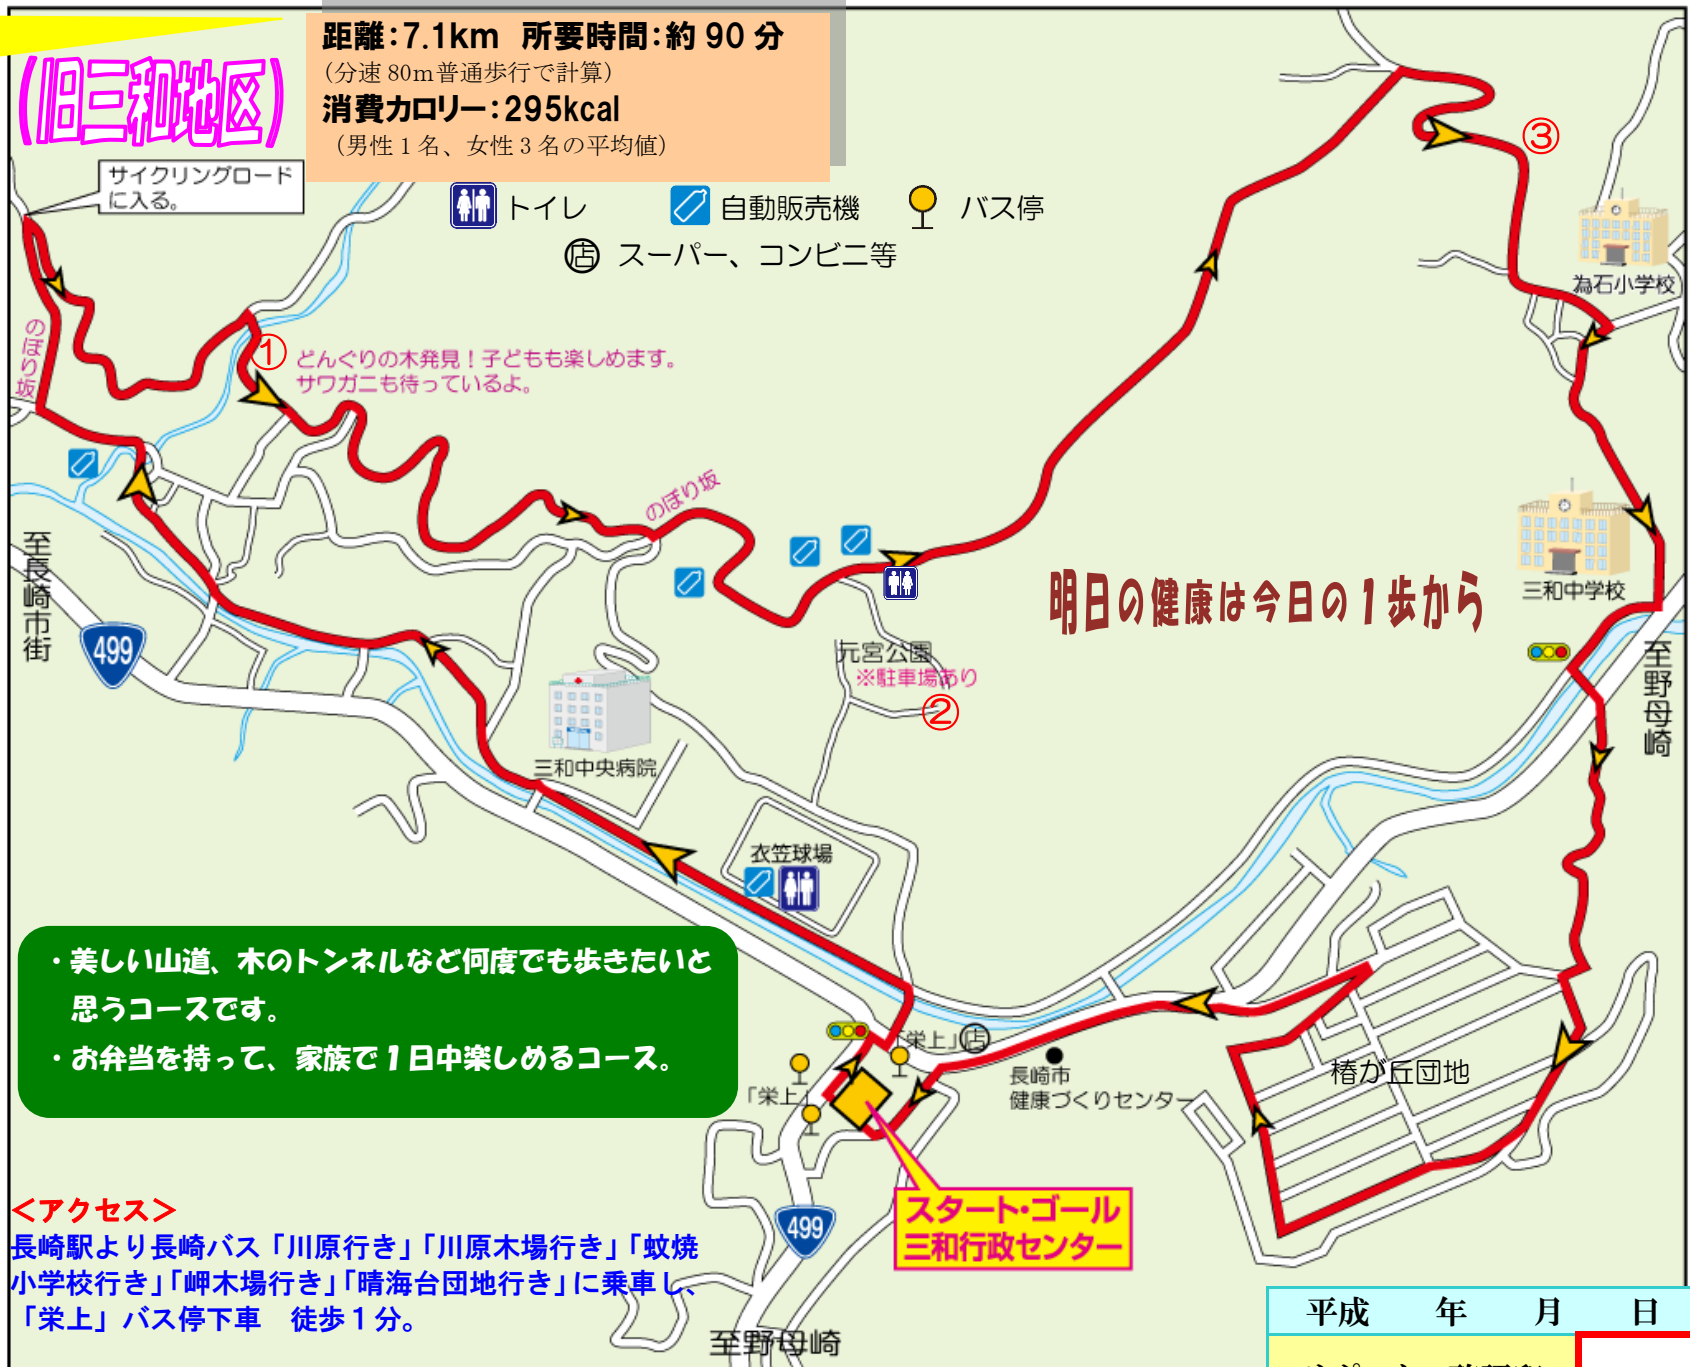 (旧三和地区)
距離:7.1km 所要時間:約 90 分
(分速 80m普通歩行で計算)
消費カロリー:295kcal
(男性 1 名、女性 3 名の平均値)
サイクリングロード
に入る。
トイレ
自動販売機
バス停
店 スーパー、コンビニ等
③
為石小学校
のぼり坂
①
どんぐりの木発見!子どもも楽しめます。
サワガニも待っているよ。
のぼり坂
至長崎市街
499
明日の健康は今日の1歩から
三和中学校
至野母崎
元宮公園
※駐車場あり
②
三和中央病院
衣笠球場
・美しい山道、木のトンネルなど何度でも歩きたいと
思うコースです。
・お弁当を持って、家族で1日中楽しめるコース。
「栄上」
店
「栄上」
長崎市
健康づくりセンター
椿が丘団地
スタート・ゴール
三和行政センター
499
至野母崎
<アクセス>
長崎駅より長崎バス「川原行き」「川原木場行き」「蚊焼
小学校行き」「岬木場行き」「晴海台団地行き」に乗車し、
「栄上」バス停下車 徒歩1分。
平成 年 月 日